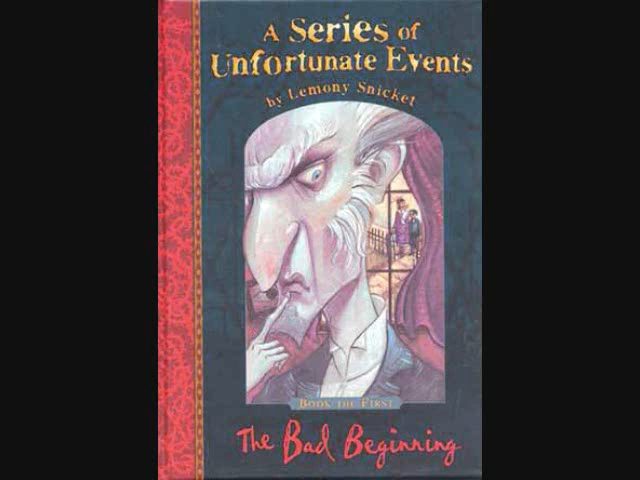 A Series of
Unfortunate Events
by Lemony Snicket
BOOK THE FIRST
The Bad Beginning